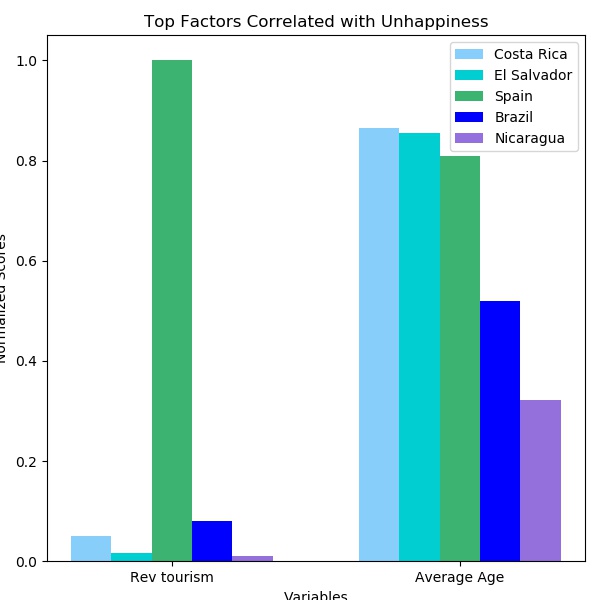 Top Factors Correlated with Unhappiness
Costa Rica
El Salvador
Spain
Brazil
Nicaragua
1.0
0.8
0.6
0.4
0.2
0.0
Normalized Scores
Rev tourism
Average Age
Variables